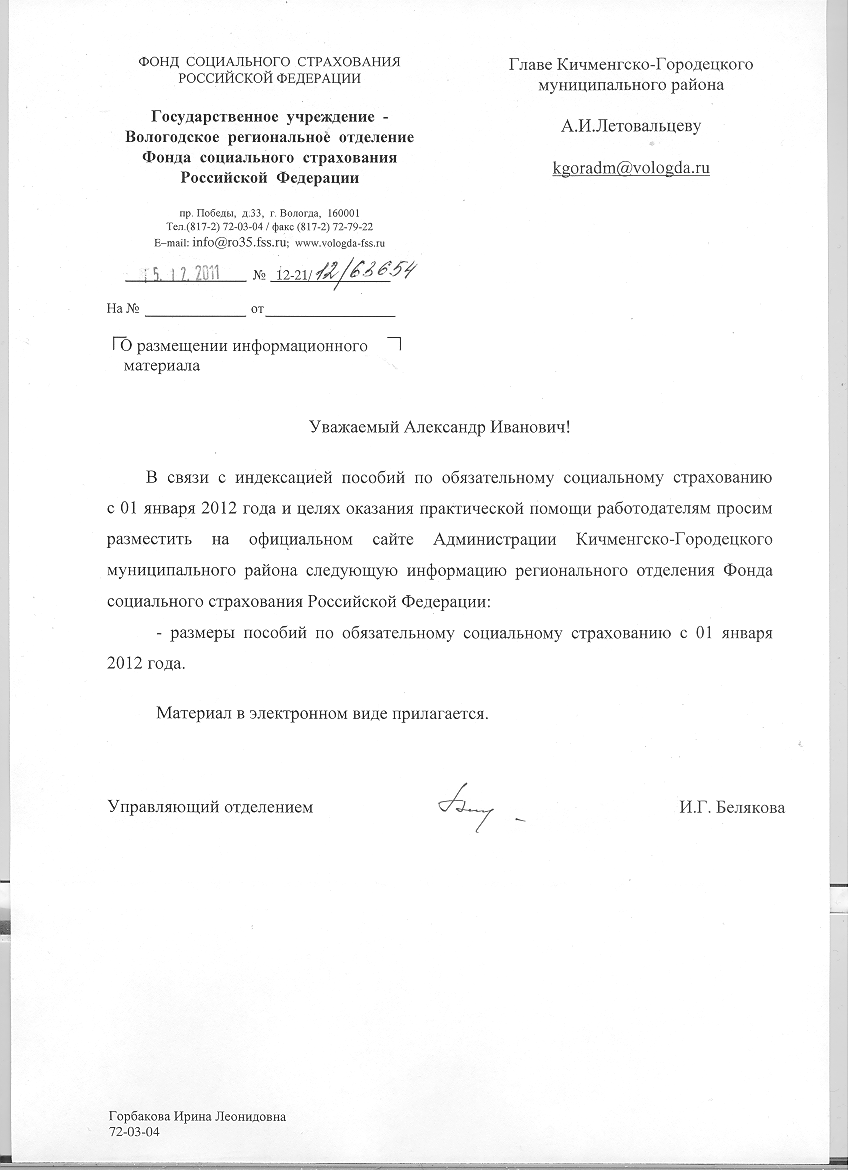 ФОНД СОЦИАЛЬНОГО СТРАХОВАНИЯ
РОССИЙСКОЙ ФЕДЕРАЦИИ
Государственное учреждение -
Вологодское региональное отделение
Фонда социального страхования
Российской Федерации
пр. Победы, д.33, г. Вологда, 160001
Тел.(817-2) 72-03-04 / факс (817-2) 72-79-22
E–mail: info@ro35.fss.ru; www.vologda-fss.ru
15. 12. 2011 № 12-21/12/63654
На № от
О размещении информационного
материала
Главе Кичменгско-Городецкого
муниципального района
А.И.Летовальцеву
kgoradm@vologda.ru
Уважаемый Александр Иванович!
В связи с индексацией пособий по обязательному социальному страхованию
с 01 января 2012 года и целях оказания практической помощи работодателям просим
разместить на официальном сайте Администрации Кичменгско-Городецкого
муниципального района следующую информацию регионального отделения Фонда
социального страхования Российской Федерации:
- размеры пособий по обязательному социальному страхованию с 01 января
2012 года.
Материал в электронном виде прилагается.
Управляющий отделением И.Г. Белякова
Горбакова Ирина Леонидовна
72-03-04